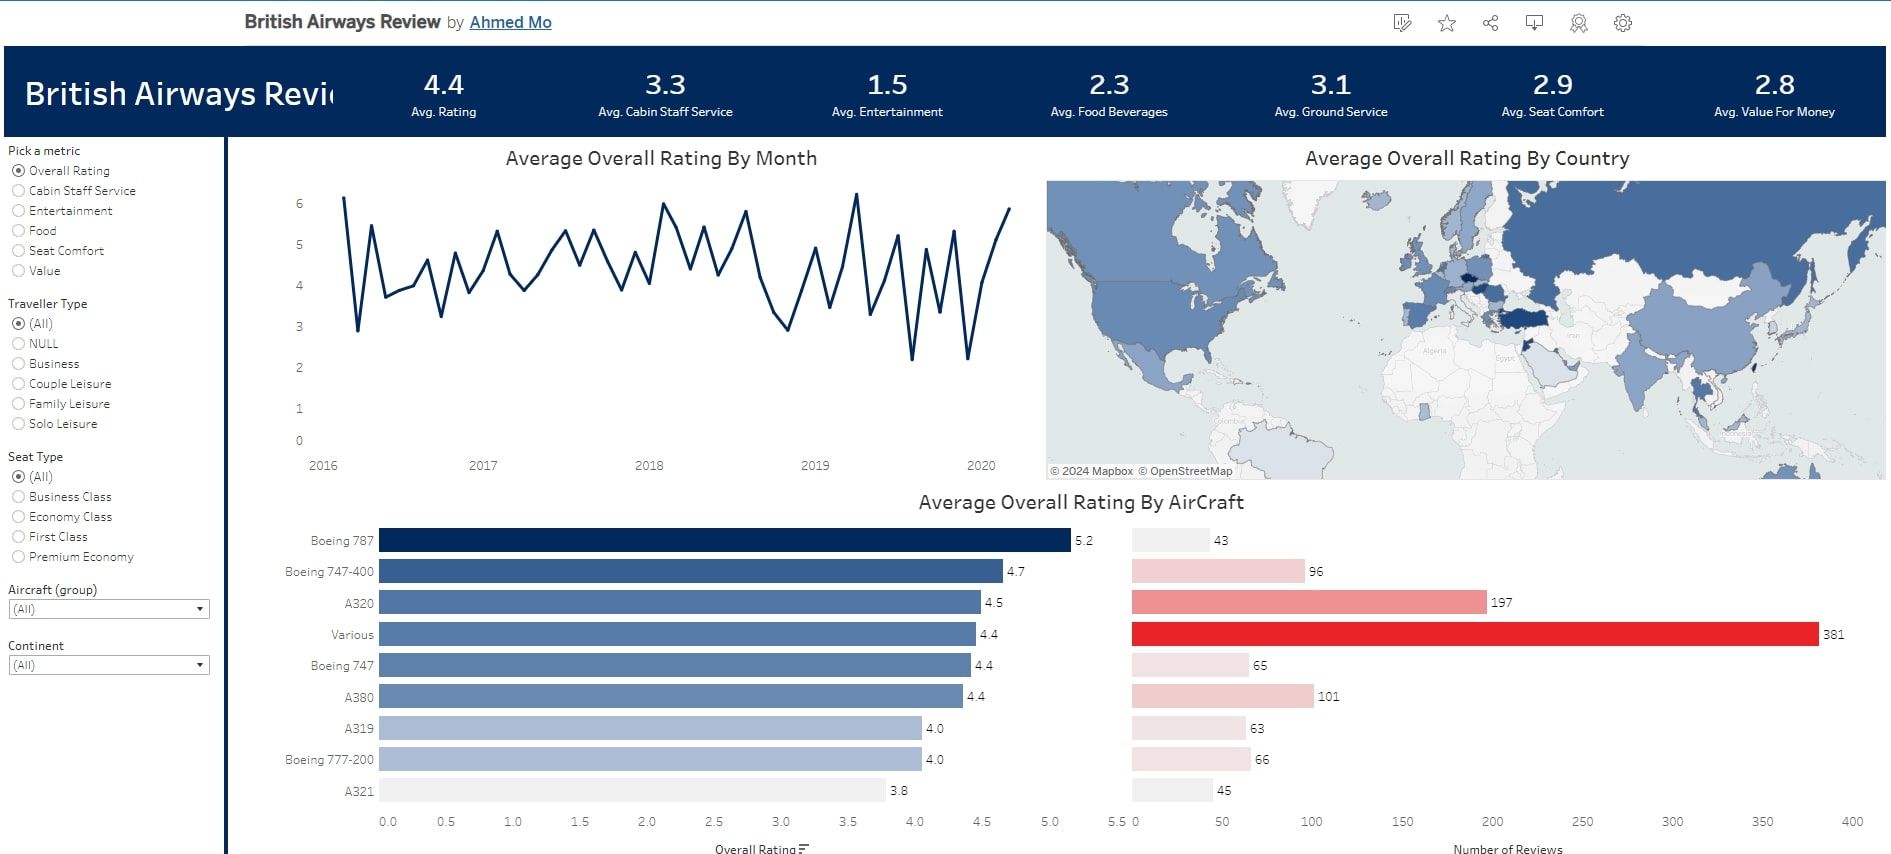 British Airways Review by Ahmed Mo
British Airways Revi
4.4
Avg. Rating
3.3
Avg. Cabin Staff Service
1.5
Avg. Entertainment
2.3
Avg. Food Beverages
3.1
Avg. Ground Service
2.9
Avg. Seat Comfort
2.8
Avg. Value For Money
Pick a metric
Overall Rating
Cabin Staff Service
Entertainment
Food
Seat Comfort
Value
Traveller Type
(All)
NULL
Business
Couple Leisure
Family Leisure
Solo Leisure
Seat Type
(All)
Business Class
Economy Class
First Class
Premium Economy
Aircraft (group)
(All)
Continent
(All)
Average Overall Rating By Month
6
5
4
3
2
1
0
2016 2017 2018 2019 2020
Average Overall Rating By Country
Algeria
Egypt
Iran
Colombia
Indonesia
© 2024 Mapbox © OpenStreetMap
Average Overall Rating By AirCraft
Boeing 787 5.2 43
Boeing 747-400 4.7 96
A320 4.5 197
Various 4.4 381
Boeing 747 4.4 65
A380 4.4 101
A319 4.0 63
Boeing 777-200 4.0 66
A321 3.8 45
0.0 0.5 1.0 1.5 2.0 2.5 3.0 3.5 4.0 4.5 5.0 5.5 0 50 100 150 200 250 300 350 400
Overall Rating Number of Reviews